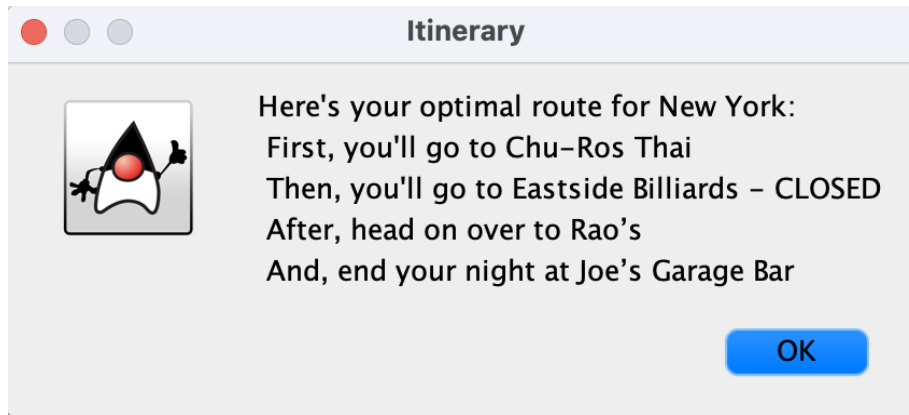 Itinerary
Here's your optimal route for New York:
First, you'll go to Chu-Ros Thai
Then, you'll go to Eastside Billiards - CLOSED
After, head on over to Rao’s
And, end your night at Joe’s Garage Bar
OK